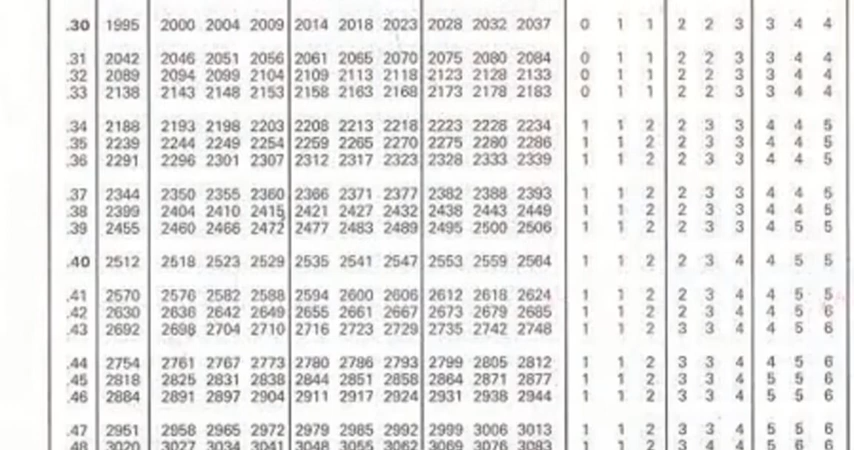 .30 1995 2000 2004 2009 2014 2018 2023 2028 2032 2037 0 1 1 2 2 3 3 4 4
.31 2042 2046 2051 2056 2061 2065 2070 2075 2080 2084 0 1 1 2 2 3 3 4 4
.32 2089 2094 2099 2104 2109 2113 2118 2123 2128 2133 0 1 1 2 2 3 3 4 4
.33 2138 2143 2148 2153 2158 2163 2168 2173 2178 2183 0 1 1 2 2 3 3 4 4
.34 2188 2193 2198 2203 2208 2213 2218 2223 2228 2234 1 1 2 2 3 3 4 4 5
.35 2239 2244 2249 2254 2259 2265 2270 2275 2280 2286 1 1 2 2 3 3 4 4 5
.36 2291 2296 2301 2307 2312 2317 2323 2328 2333 2339 1 1 2 2 3 3 4 4 5
.37 2344 2350 2355 2360 2366 2371 2377 2382 2388 2393 1 1 2 2 3 3 4 4 5
.38 2399 2404 2410 2415 2421 2427 2432 2438 2443 2449 1 1 2 2 3 3 4 4 5
.39 2455 2460 2466 2472 2477 2483 2489 2495 2500 2506 1 1 2 2 3 3 4 5 5
.40 2512 2518 2523 2529 2535 2541 2547 2553 2559 2564 1 1 2 2 3 4 4 5 5
.41 2570 2576 2582 2588 2594 2600 2606 2612 2618 2624 1 1 2 2 3 4 4 5 5
.42 2630 2636 2642 2649 2655 2661 2667 2673 2679 2685 1 1 2 2 3 4 4 5 6
.43 2692 2698 2704 2710 2716 2723 2729 2735 2742 2748 1 1 2 3 3 4 4 5 6
.44 2754 2761 2767 2773 2780 2786 2793 2799 2805 2812 1 1 2 3 3 4 4 5 6
.45 2818 2825 2831 2838 2844 2851 2858 2864 2871 2877 1 1 2 3 3 4 5 5 6
.46 2884 2891 2897 2904 2911 2917 2924 2931 2938 2944 1 1 2 3 3 4 5 5 6
.47 2951 2958 2965 2972 2979 2985 2992 2999 3006 3013 1 1 2 3 3 4 5 5 6
.48 3020 3027 3034 3041 3048 3055 3062 3069 3076 3083 1 1 2 3 4 4 5 6 6